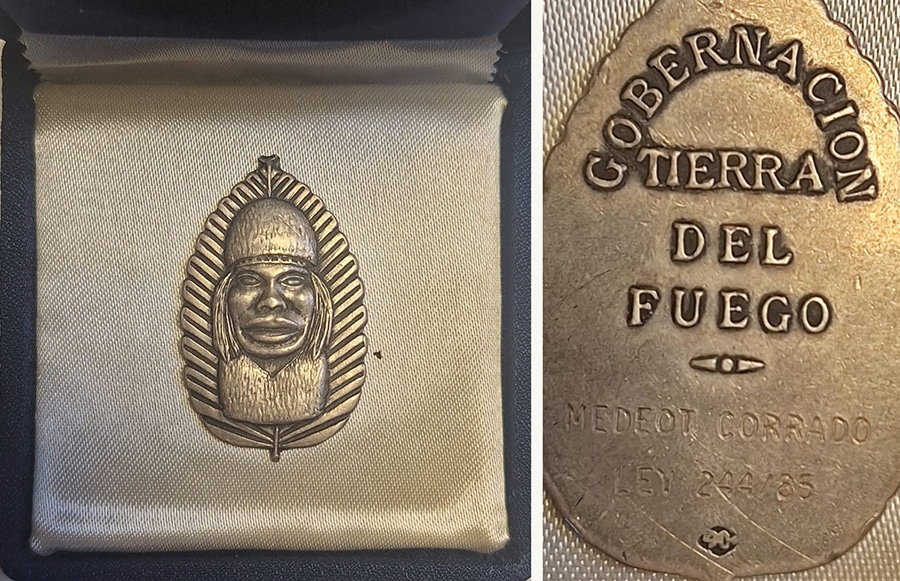 GOBERNACION
TIERRA
DEL
FUEGO
MEDEOT CORRADO
LEY 244/85